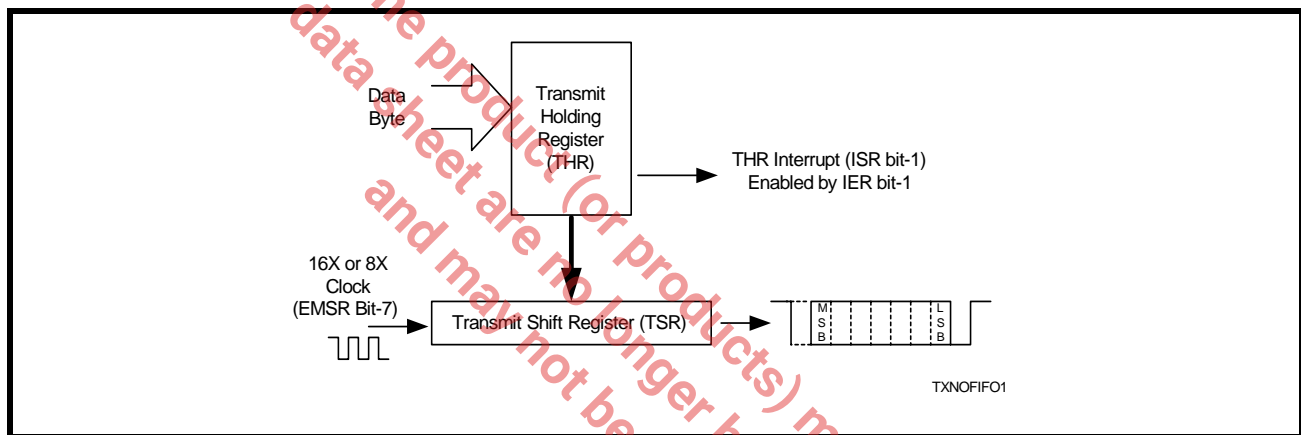 the product (or products) m
data sheet are no longer b
and may not be
Data
Byte
Transmit
Holding
Register
(THR)
THR Interrupt (ISR bit-1)
Enabled by IER bit-1
16X or 8X
Clock
(EMSR Bit-7)
Transmit Shift Register (TSR)
M
S
B
L
S
B
TXNOFIFO1